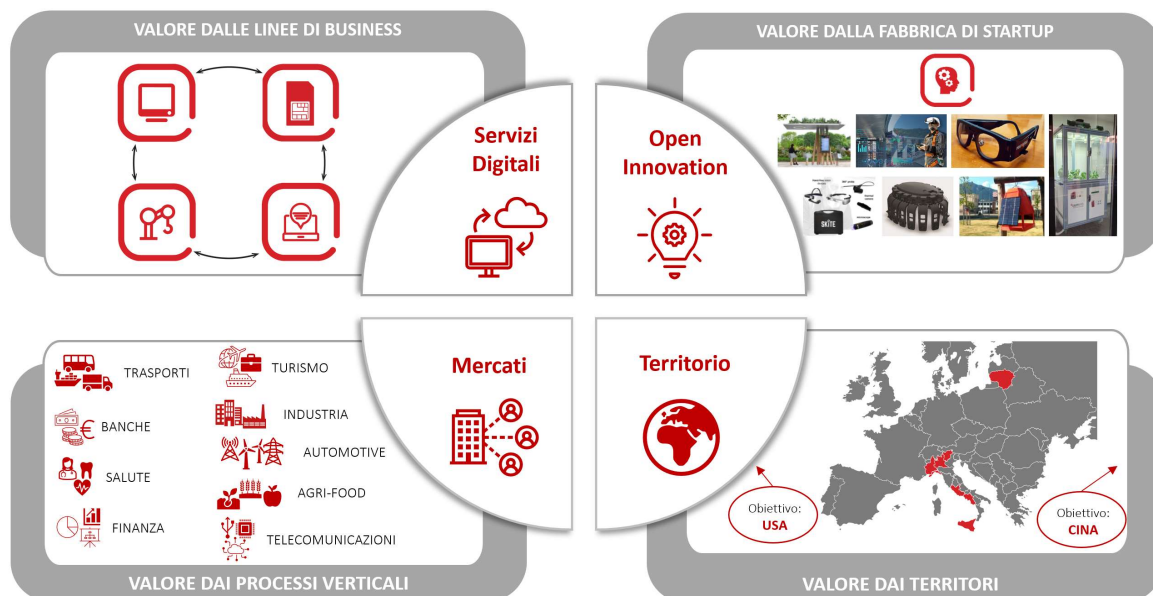 VALORE DALLE LINEE DI BUSINESS
VALORE DALLA FABBRICA DI STARTUP
Servizi
Digitali
Open
Innovation
SKITE
Mercati
Territorio
TRASPORTI
TURISMO
BANCHE
INDUSTRIA
AUTOMOTIVE
SALUTE
AGRI-FOOD
FINANZA
TELECOMUNICAZIONI
Obiettivo:
USA
Obiettivo:
CINA
VALORE DAI PROCESSI VERTICALI
VALORE DAI TERRITORI